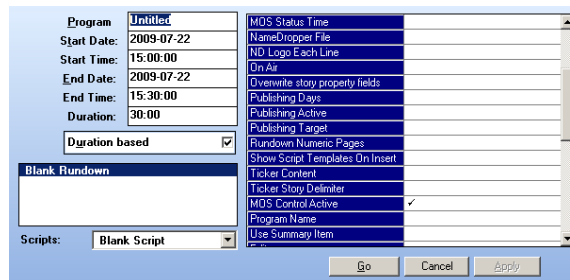 Program Untitled
Start Date: 2009-07-22
Start Time: 15:00:00
End Date: 2009-07-22
End Time: 15:30:00
Duration: 30:00
Duration based
Blank Rundown
Scripts: Blank Script
MOS Status Time
NameDropper File
ND Logo Each Line
On Air
Overwrite story property fields
Publishing Days
Publishing Active
Publishing Target
Rundown Numeric Pages
Show Script Templates On Insert
Ticker Content
Ticker Story Delimiter
MOS Control Active
Program Name
Use Summary Item
Go Cancel Apply